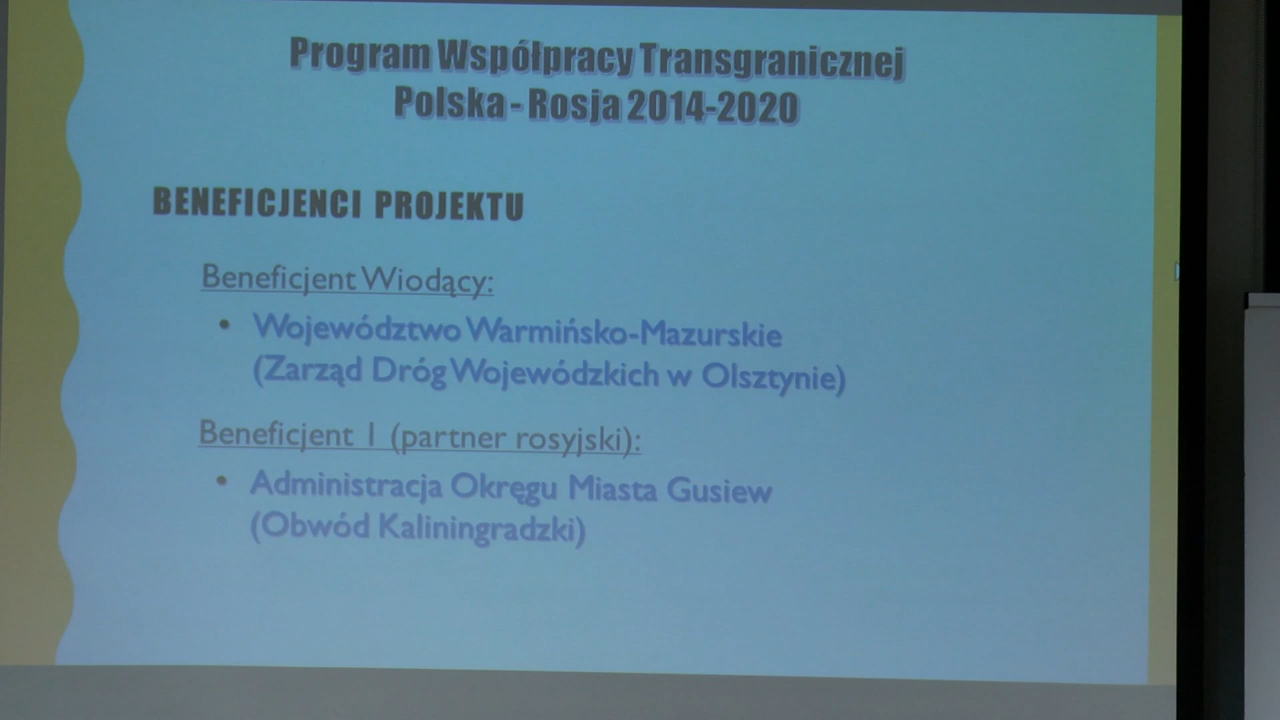 Program Współpracy Transgranicznej
Polska - Rosja 2014-2020
BENEFICJENCI PROJEKTU
Beneficjent Wiodący:
• Województwo Warmińsko-Mazurskie
(Zarząd Dróg Wojewódzkich w Olsztynie)
Beneficjent 1 (partner rosyjski):
• Administracja Okręgu Miasta Gusiew
(Obwód Kaliningradzki)